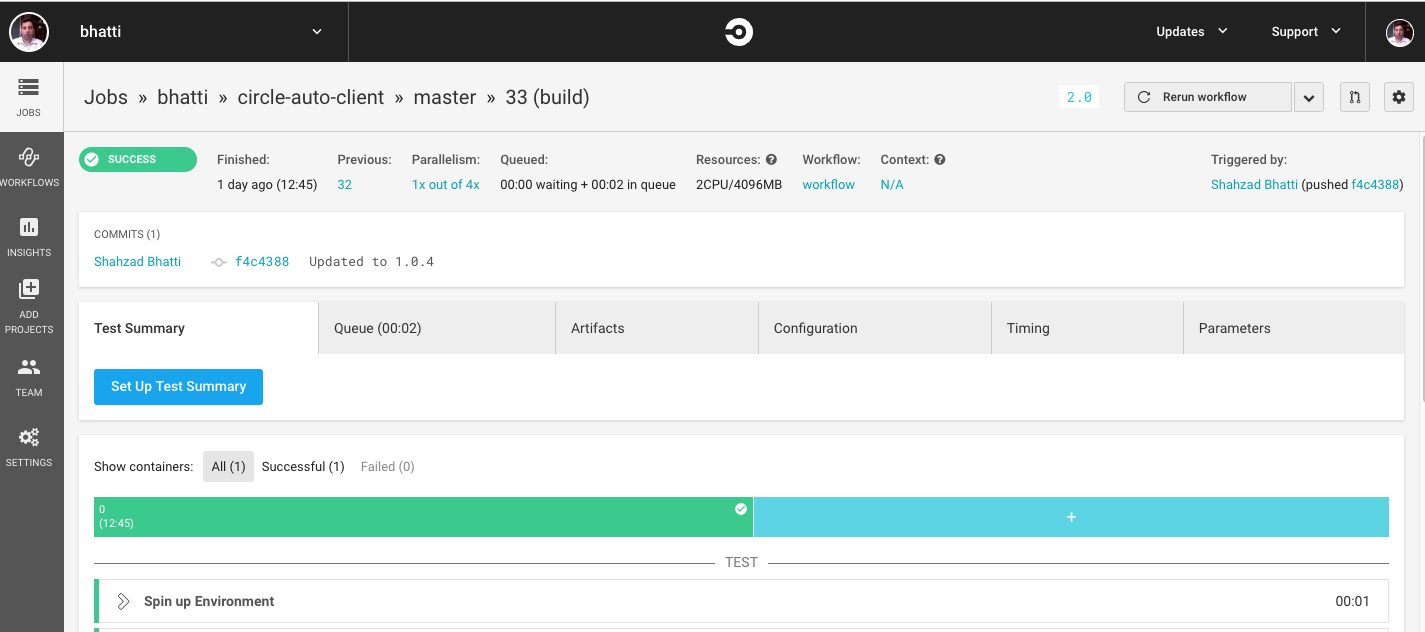 bhatti
Updates
Support
JOBS
WORKFLOWS
INSIGHTS
ADD
PROJECTS
TEAM
SETTINGS
Jobs » bhatti » circle-auto-client » master » 33 (build)
2.0
Rerun workflow
SUCCESS
Finished:
1 day ago (12:45)
Previous:
32
Parallelism:
1x out of 4x
Queued:
00:00 waiting + 00:02 in queue
Resources:
2CPU/4096MB
Workflow:
workflow
Context:
N/A
Triggered by:
Shahzad Bhatti (pushed f4c4388)
COMMITS (1)
Shahzad Bhatti f4c4388 Updated to 1.0.4
Test Summary
Queue (00:02)
Artifacts
Configuration
Timing
Parameters
Set Up Test Summary
Show containers: All (1) Successful (1) Failed (0)
0
(12:45)
+
TEST
Spin up Environment 00:01